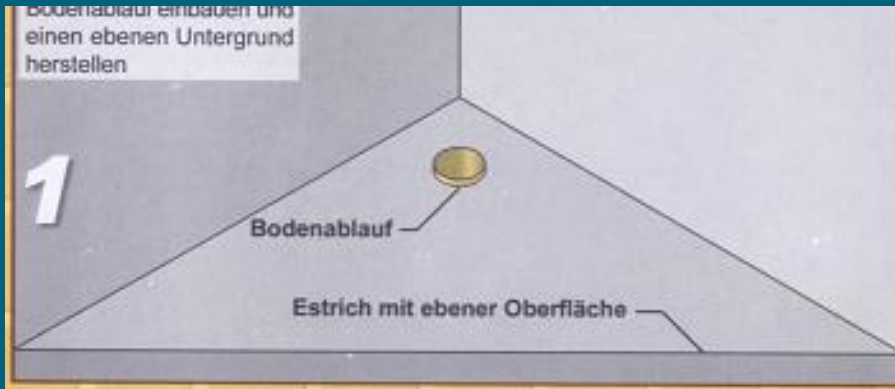 Bodenablauf einbauen und
einen ebenen Untergrund
herstellen
1
Bodenablauf
Estrich mit ebener Oberfläche